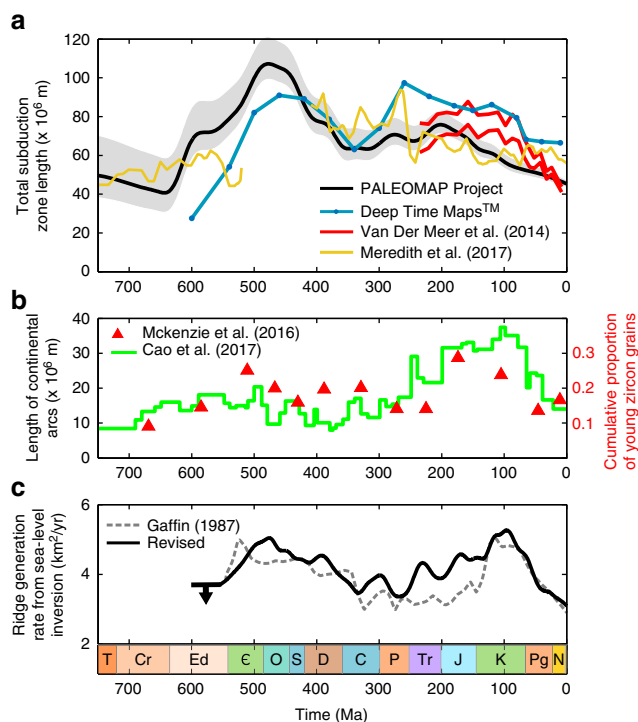 a
120
100
80
60
40
20
0
Total subduction
zone length (x 10⁶ m)
PALEOMAP Project
Deep Time Maps™
Van Der Meer et al. (2014)
Meredith et al. (2017)
700 600 500 400 300 200 100 0
b
40
30
20
10
0
Length of continental
arcs (x 10⁶ m)
Mckenzie et al. (2016)
Cao et al. (2017)
0.3
0.2
0.1
Cumulative proportion
of young zircon grains
700 600 500 400 300 200 100 0
c
6
4
2
Ridge generation
rate from sea-level
inversion (km²/yr)
Gaffin (1987)
Revised
T Cr Ed Є O S D C P Tr J K Pg N
700 600 500 400 300 200 100 0
Time (Ma)